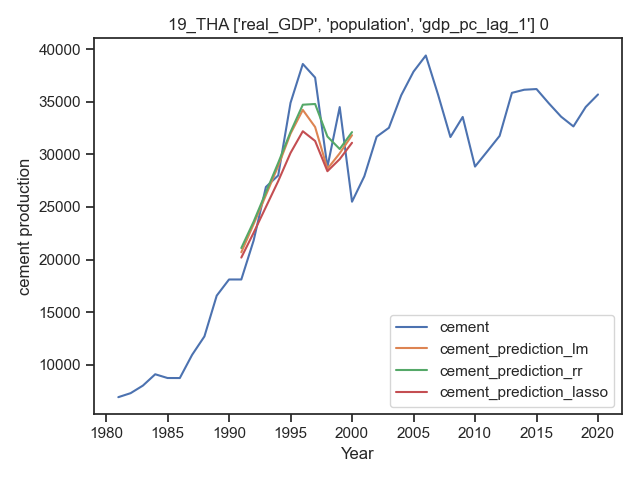 19_THA ['real_GDP', 'population', 'gdp_pc_lag_1'] 0
40000
35000
30000
25000
20000
15000
10000
cement production
cement
cement_prediction_lm
cement_prediction_rr
cement_prediction_lasso
1980 1985 1990 1995 2000 2005 2010 2015 2020
Year